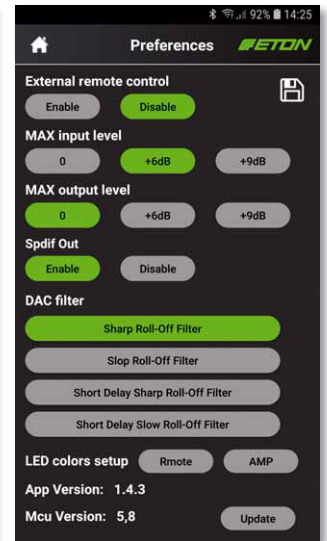 92% 14:25
Preferences ETON
External remote control
Enable Disable
MAX input level
0 +6dB +9dB
MAX output level
0 +6dB +9dB
Spdif Out
Enable Disable
DAC filter
Sharp Roll-Off Filter
Slop Roll-Off Filter
Short Delay Sharp Roll-Off Filter
Short Delay Slow Roll-Off Filter
LED colors setup Rmote AMP
App Version: 1.4.3
Mcu Version: 5,8 Update